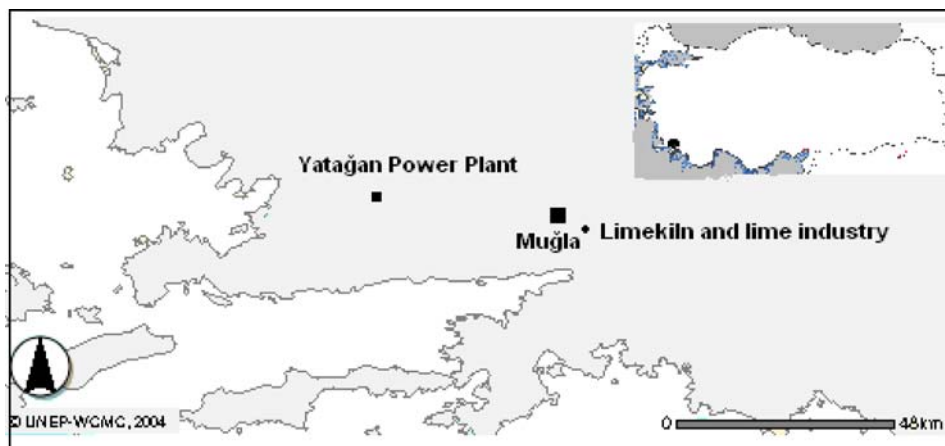 Yatağan Power Plant
Muğla
Limekiln and lime industry
© UNEP-WCMC, 2004
0 48km